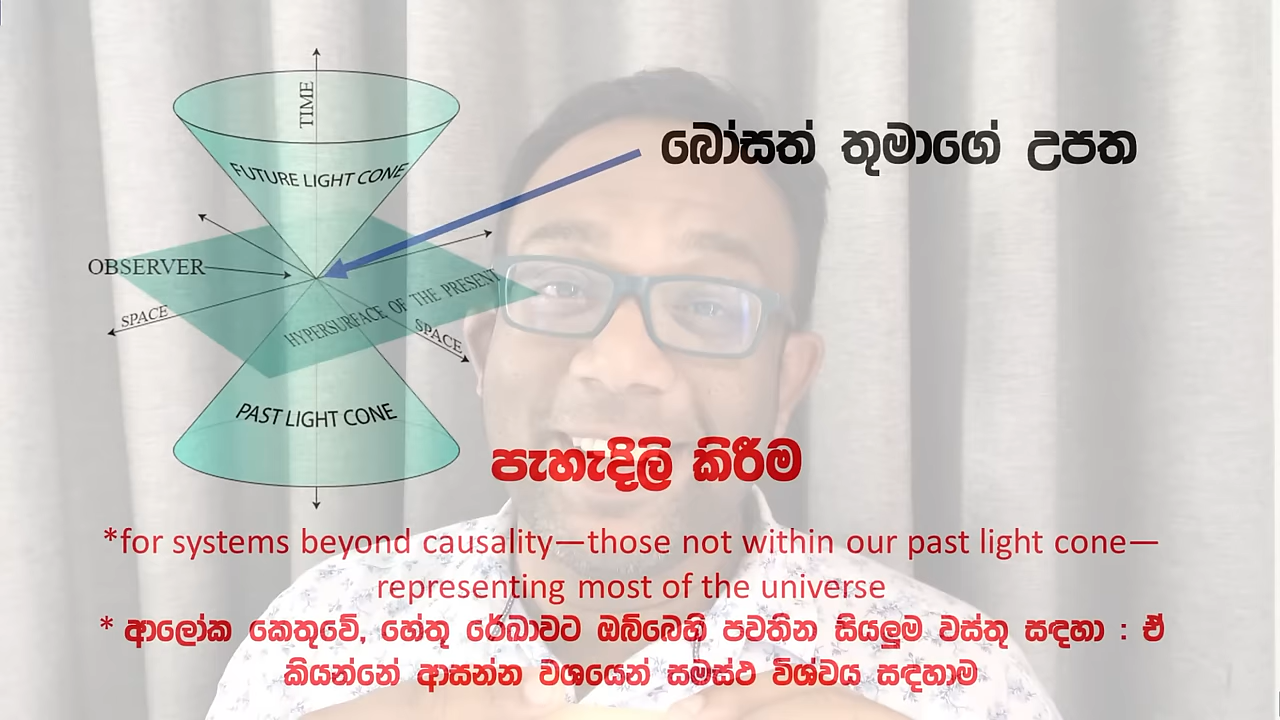 TIME
බෝසත් තුමාගේ උපත
FUTURE LIGHT CONE
OBSERVER
SPACE
HYPERSURFACE OF THE PRESENT
SPACE
PAST LIGHT CONE
පැහැදිලි කිරීම
*for systems beyond causality—those not within our past light cone—
representing most of the universe
* ආලෝක කෙතුවේ, හේතු රේඛාවට ඔබ්බෙහි පවතින සියලුම වස්තු සඳහා : ඒ
කියන්නේ ආසන්න වශයෙන් සමස්ථ විශ්වය සඳහාම